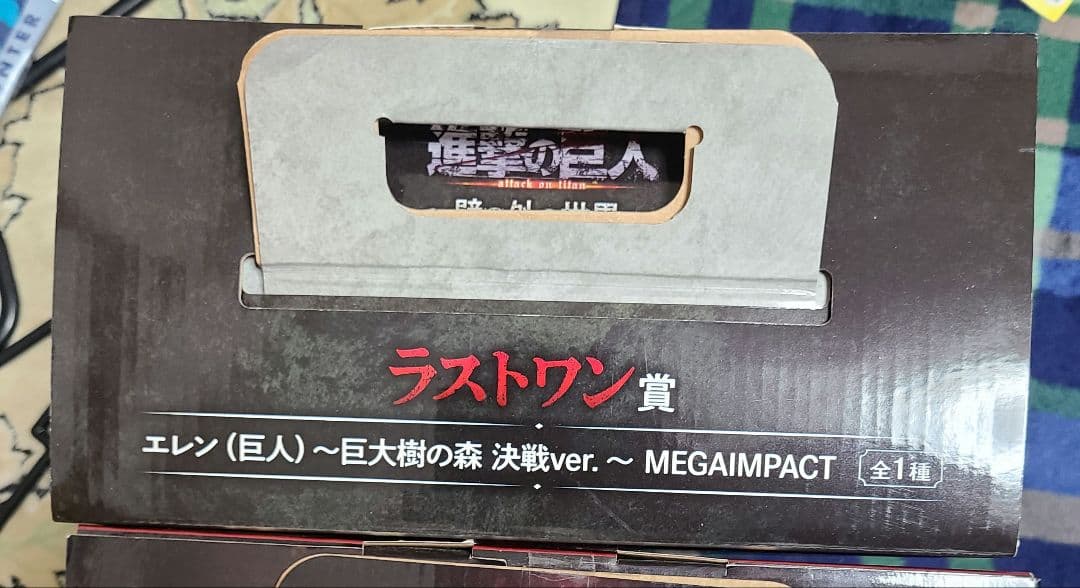 進撃の巨人
attack on titan
ラストワン賞
エレン（巨人）～巨大樹の森 決戦ver.～ MEGAIMPACT 全1種